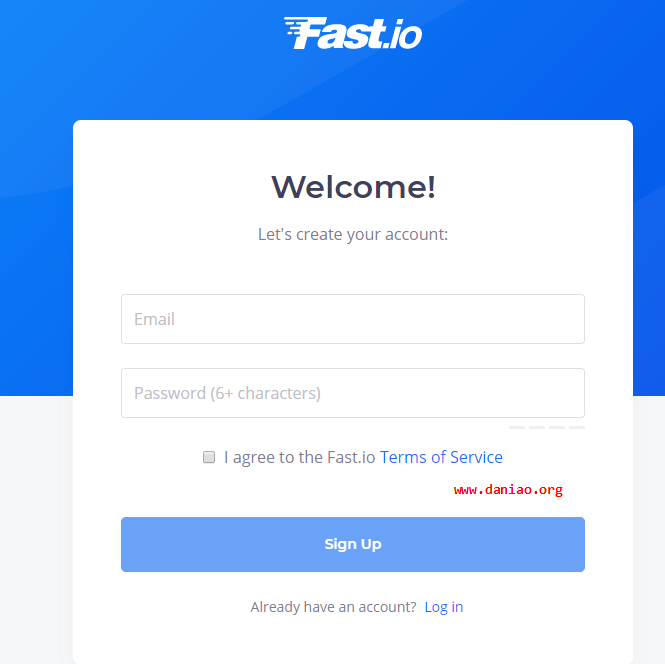 Fast.io
Welcome!
Let's create your account:
Email
Password (6+ characters)
I agree to the Fast.io Terms of Service
www.daniao.org
Sign Up
Already have an account? Log in